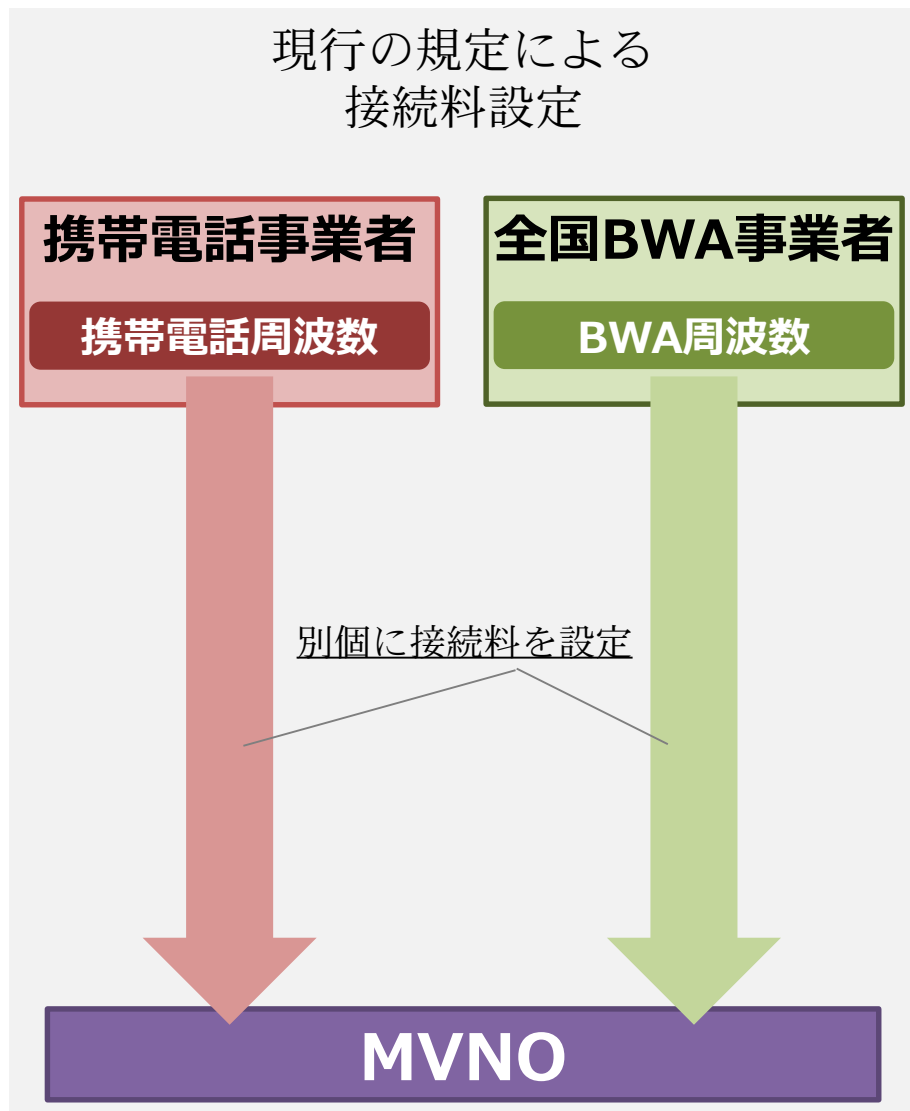 現行の規定による
接続料設定
携帯電話事業者
携帯電話周波数
全国BWA事業者
BWA周波数
別個に接続料を設定
MVNO